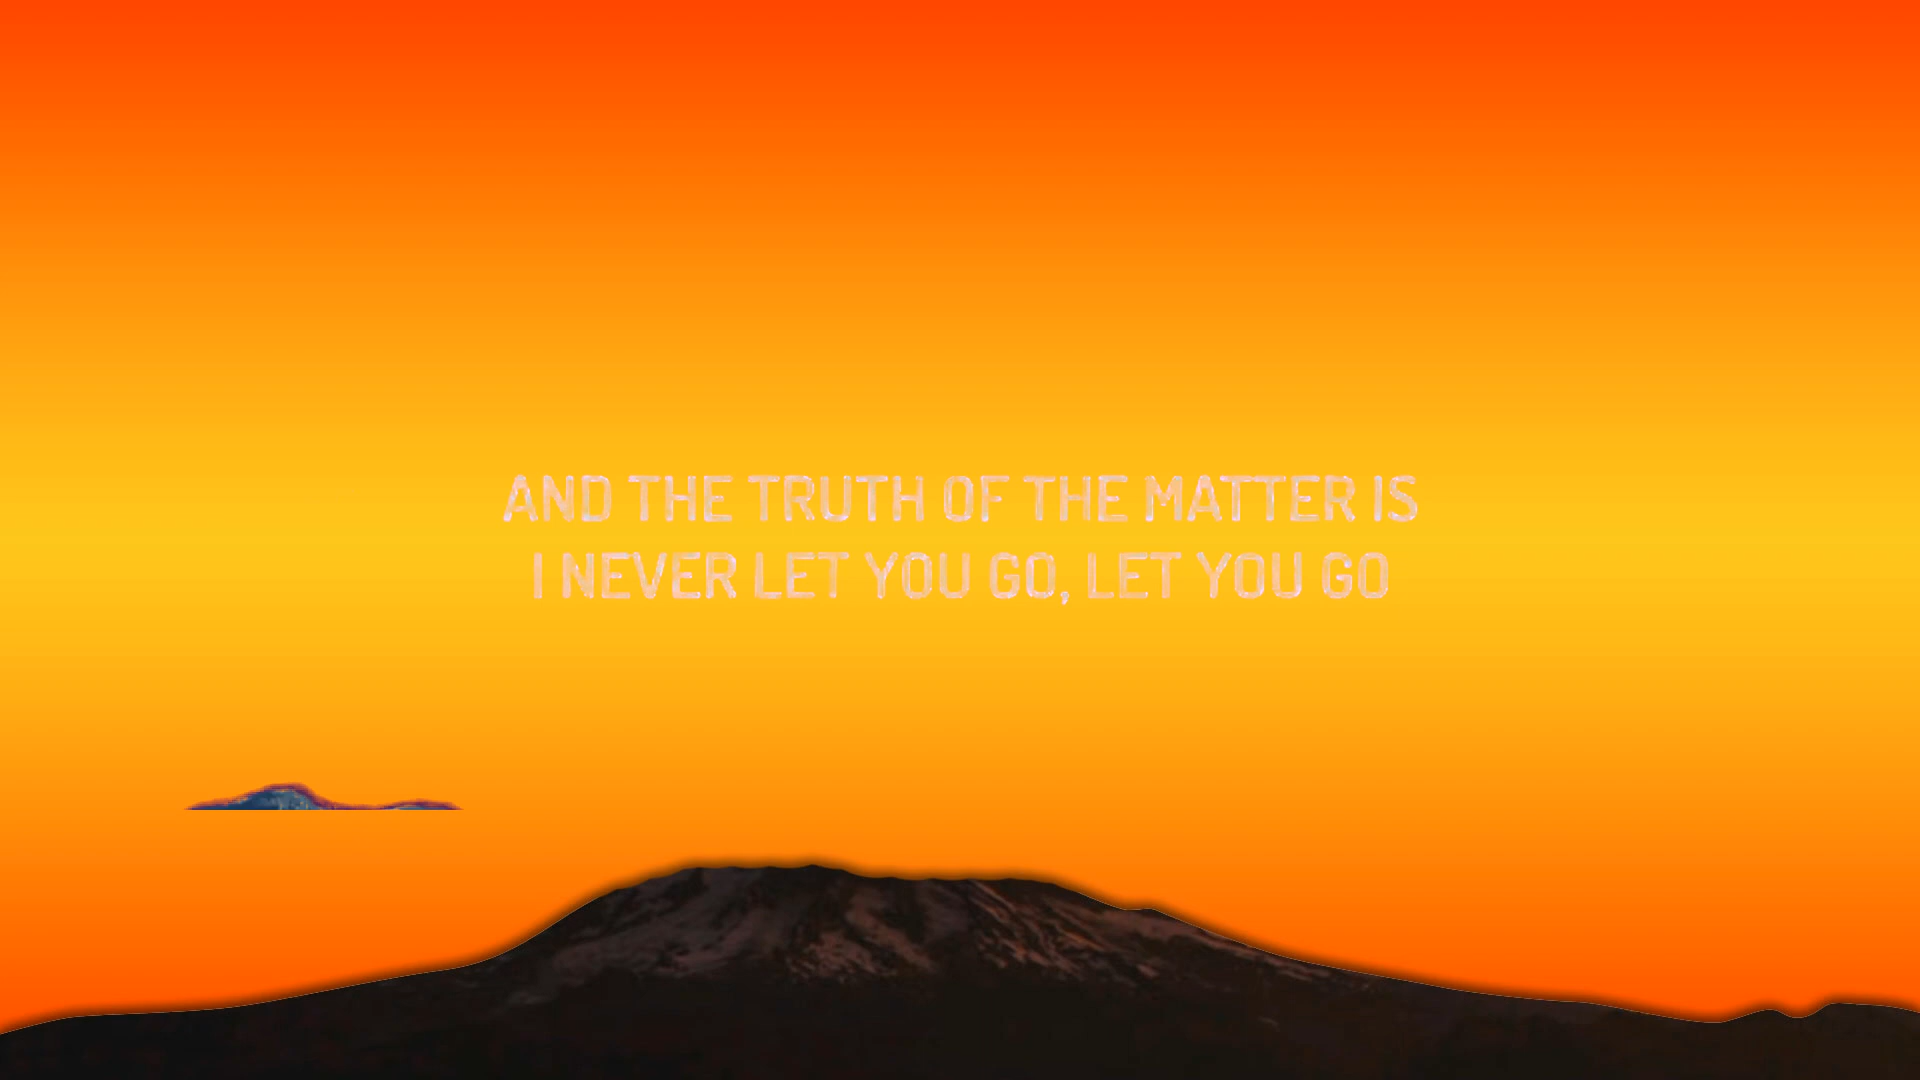 AND THE TRUTH OF THE MATTER IS
I NEVER LET YOU GO, LET YOU GO